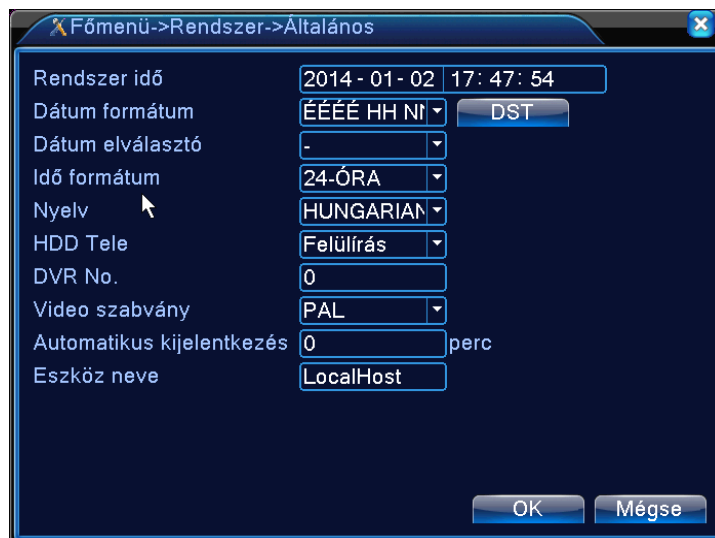 Főmenü->Rendszer->Általános
Rendszer idő 2014 - 01 - 02 17: 47: 54
Dátum formátum ÉÉÉÉ HH DST
Dátum elválasztó -
Idő formátum 24-ÓRA
Nyelv HUNGARIAN
HDD Tele Felülírás
DVR No. 0
Video szabvány PAL
Automatikus kijelentkezés 0 perc
Eszköz neve LocalHost
OK Mégse